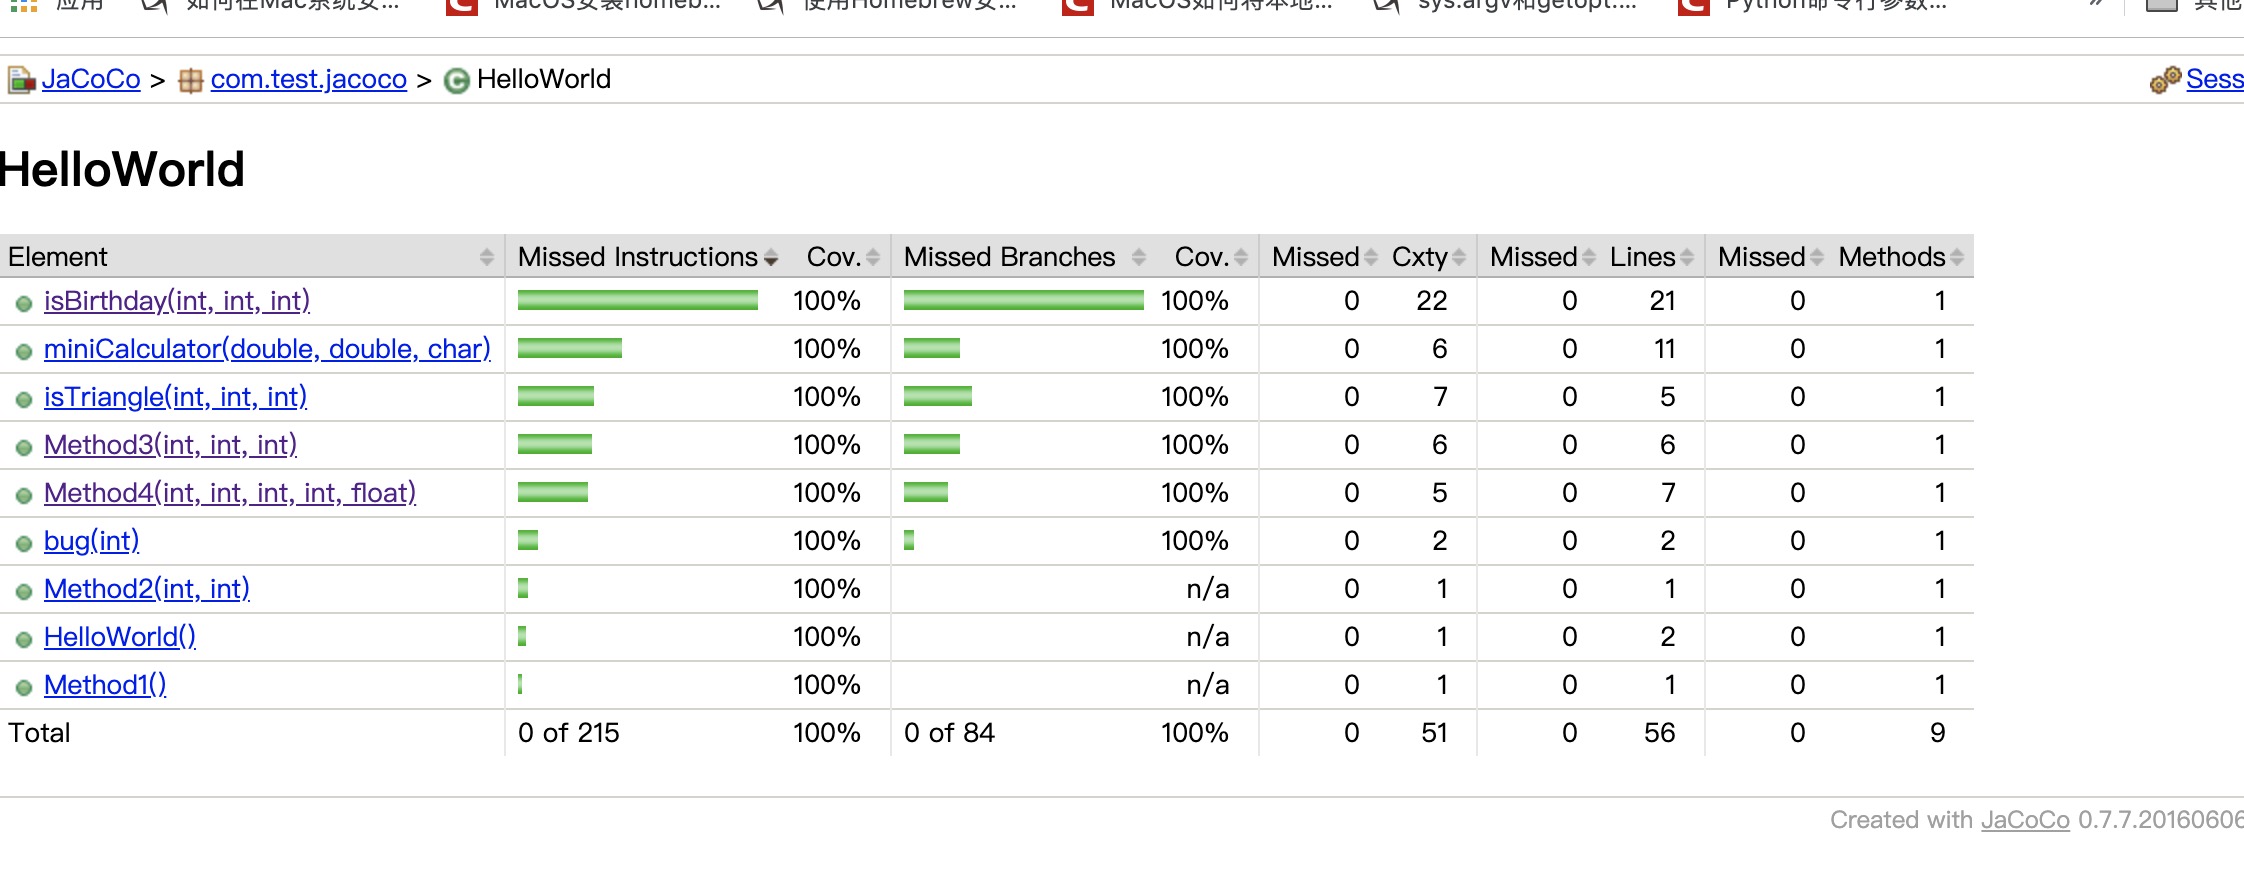 应用 如何在Mac系统安... MacOS安装homeb... 使用Homebrew安... MacOS如何将本地... sys.argv和getopt.... Python命令行参数... » 其他
JaCoCo > com.test.jacoco > HelloWorld Sess
HelloWorld
Element Missed Instructions Cov. Missed Branches Cov. Missed Cxty Missed Lines Missed Methods
isBirthday(int, int, int) 100% 100% 0 22 0 21 0 1
miniCalculator(double, double, char) 100% 100% 0 6 0 11 0 1
isTriangle(int, int, int) 100% 100% 0 7 0 5 0 1
Method3(int, int, int) 100% 100% 0 6 0 6 0 1
Method4(int, int, int, int, float) 100% 100% 0 5 0 7 0 1
bug(int) 100% 100% 0 2 0 2 0 1
Method2(int, int) 100% n/a 0 1 0 1 0 1
HelloWorld() 100% n/a 0 1 0 2 0 1
Method1() 100% n/a 0 1 0 1 0 1
Total 0 of 215 100% 0 of 84 100% 0 51 0 56 0 9
Created with JaCoCo 0.7.7.20160606